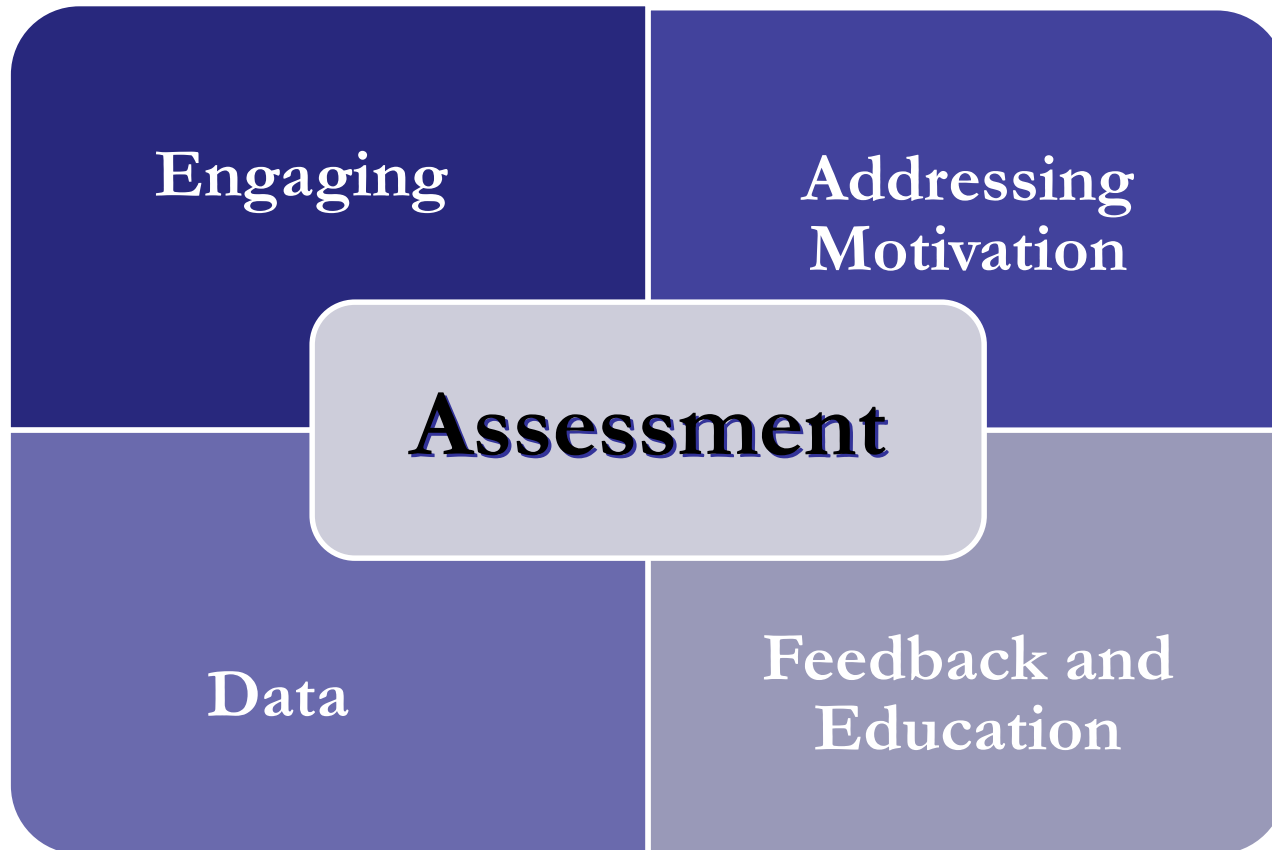 Engaging
Addressing
Motivation
Assessment
Data
Feedback and
Education